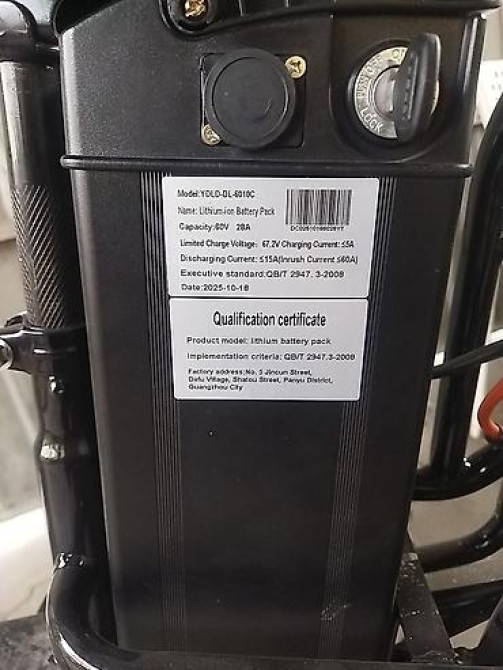 Model:YDLD-DL-6010C
Name: Lithium-ion Battery Pack
Capacity:60V 28A
Limited Charge Voltage: 67.2V Charging Current: ≤5A
Discharging Current: ≤15A(Inrush Current ≤60A)
Executive standard:QB/T 2947. 3-2008
Date:2025-10-18
Qualification certificate
Product model: lithium battery pack
Implementation criteria: QB/T 2947.3-2008
Factory address:No. 5 Jincun Street,
Dafu Village, Shatou Street, Panyu District,
Guangzhou City
LOCK